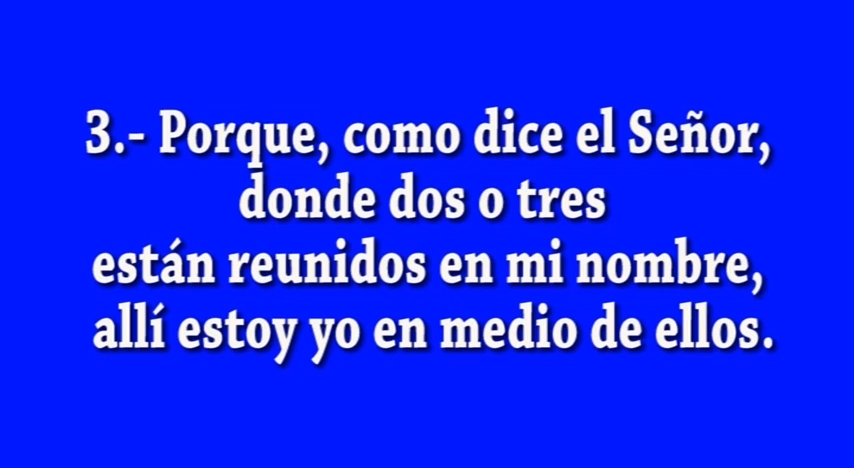 3.- Porque, como dice el Señor,
donde dos o tres
están reunidos en mi nombre,
allí estoy yo en medio de ellos.